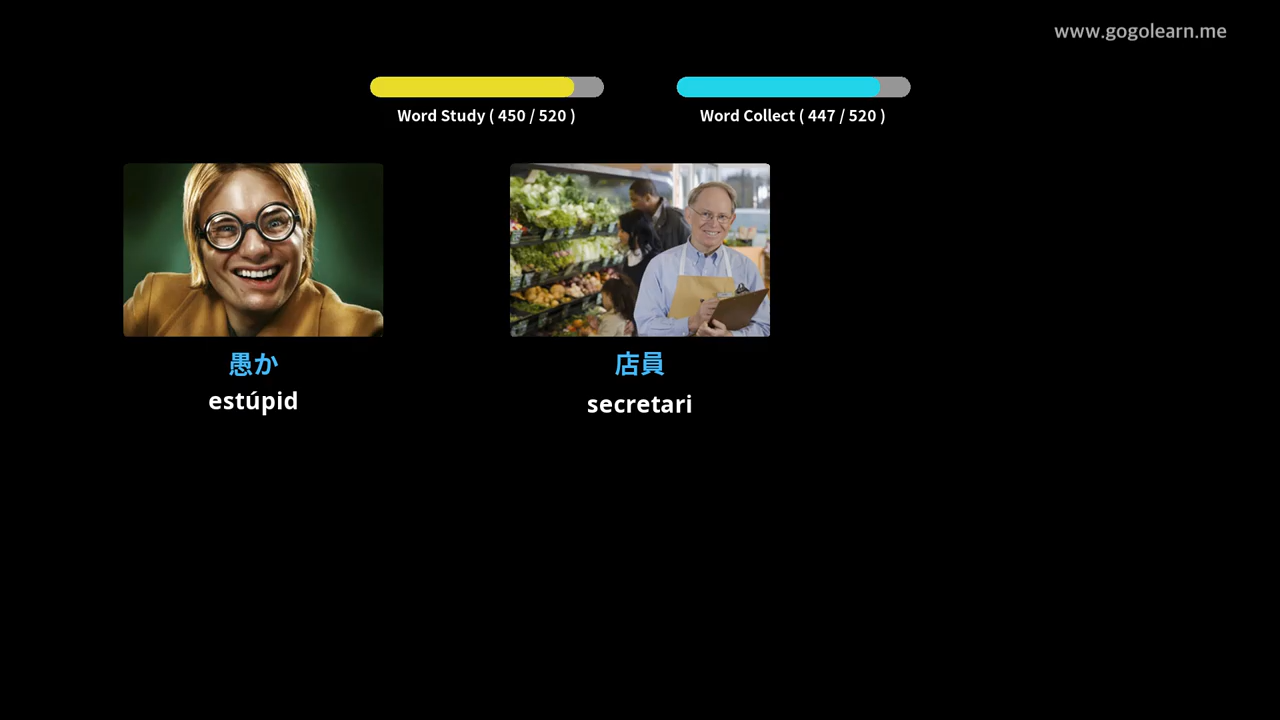 www.gogolearn.me
Word Study ( 450 / 520 )
Word Collect ( 447 / 520 )
愚か
estúpid
店員
secretari